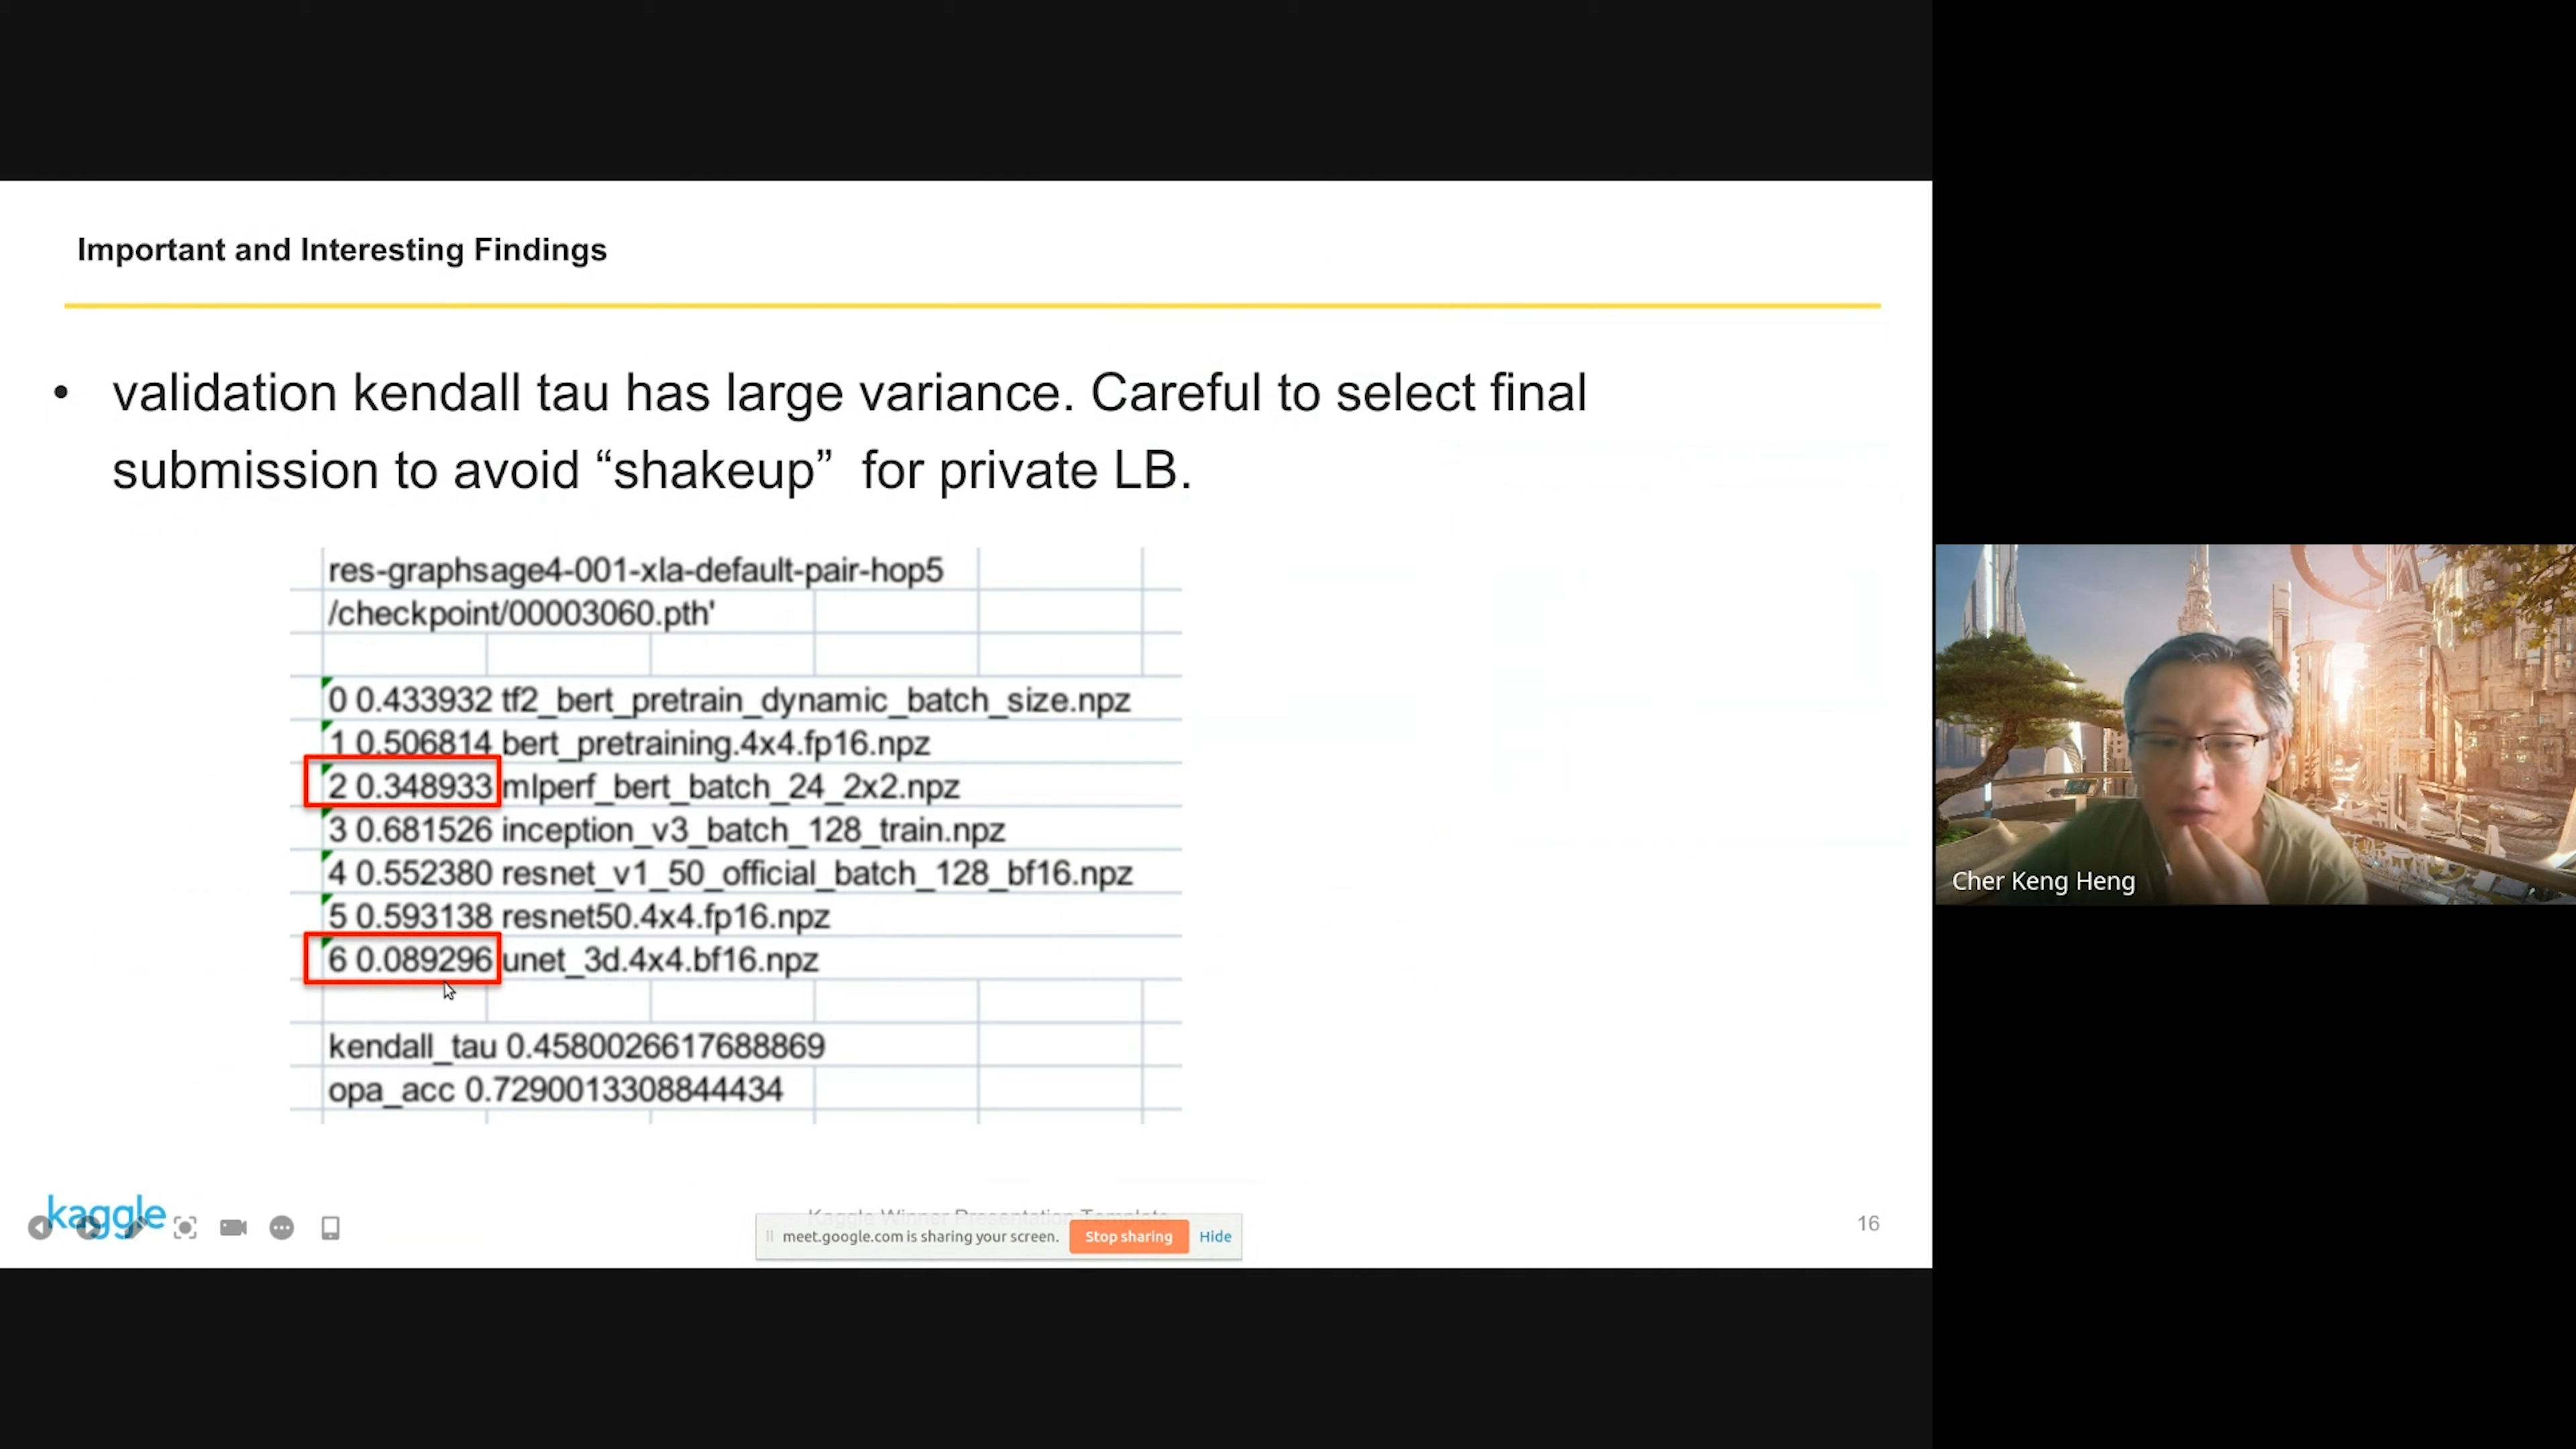 Important and Interesting Findings
• validation kendall tau has large variance. Careful to select final
submission to avoid “shakeup” for private LB.
res-graphsage4-001-xla-default-pair-hop5
/checkpoint/00003060.pth'
0 0.433932 tf2_bert_pretrain_dynamic_batch_size.npz
1 0.506814 bert_pretraining.4x4.fp16.npz
2 0.348933 mlperf_bert_batch_24_2x2.npz
3 0.681526 inception_v3_batch_128_train.npz
4 0.552380 resnet_v1_50_official_batch_128_bf16.npz
5 0.593138 resnet50.4x4.fp16.npz
6 0.089296 unet_3d.4x4.bf16.npz
kendall_tau 0.4580026617688869
opa_acc 0.7290013308844434
kaggle
Kaggle Winner Presentation Template
meet.google.com is sharing your screen. Stop sharing Hide
16
Cher Keng Heng